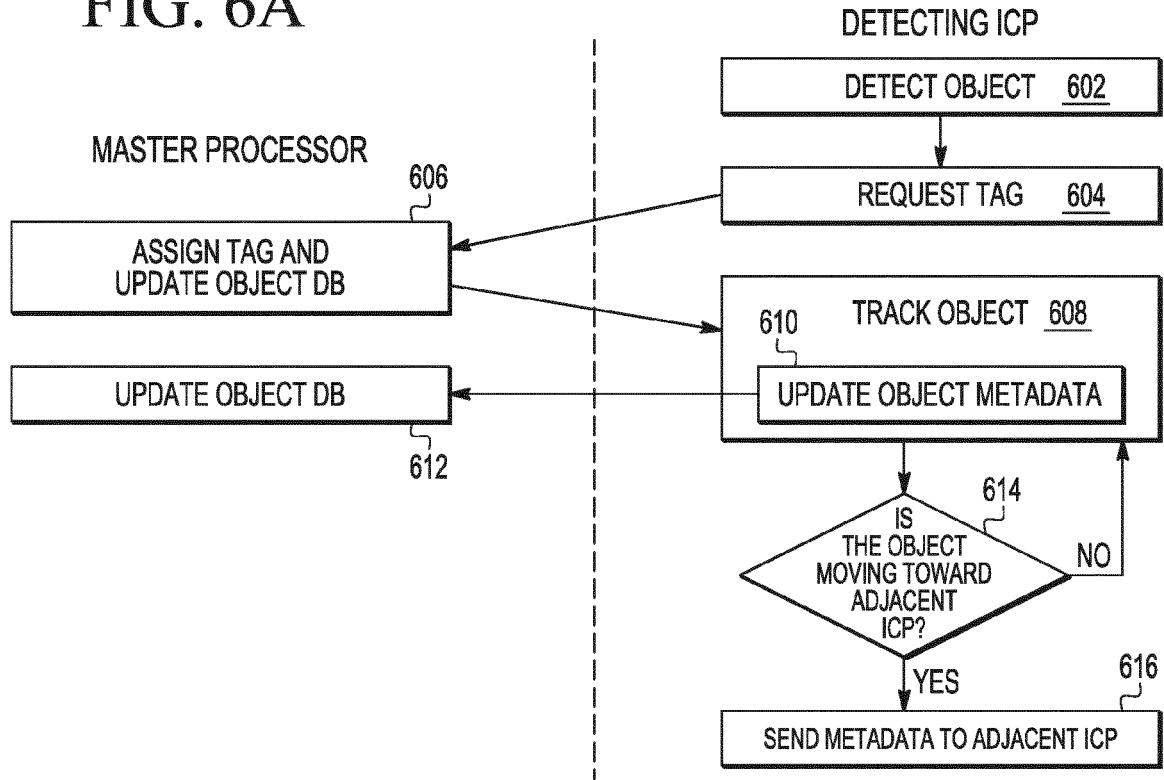 FIG. 6A
DETECTING ICP
DETECT OBJECT 602
MASTER PROCESSOR
REQUEST TAG 604
606
ASSIGN TAG AND
UPDATE OBJECT DB
TRACK OBJECT 608
610
UPDATE OBJECT METADATA
UPDATE OBJECT DB
612
614
IS
THE OBJECT
MOVING TOWARD
ADJACENT
ICP?
NO
YES
616
SEND METADATA TO ADJACENT ICP